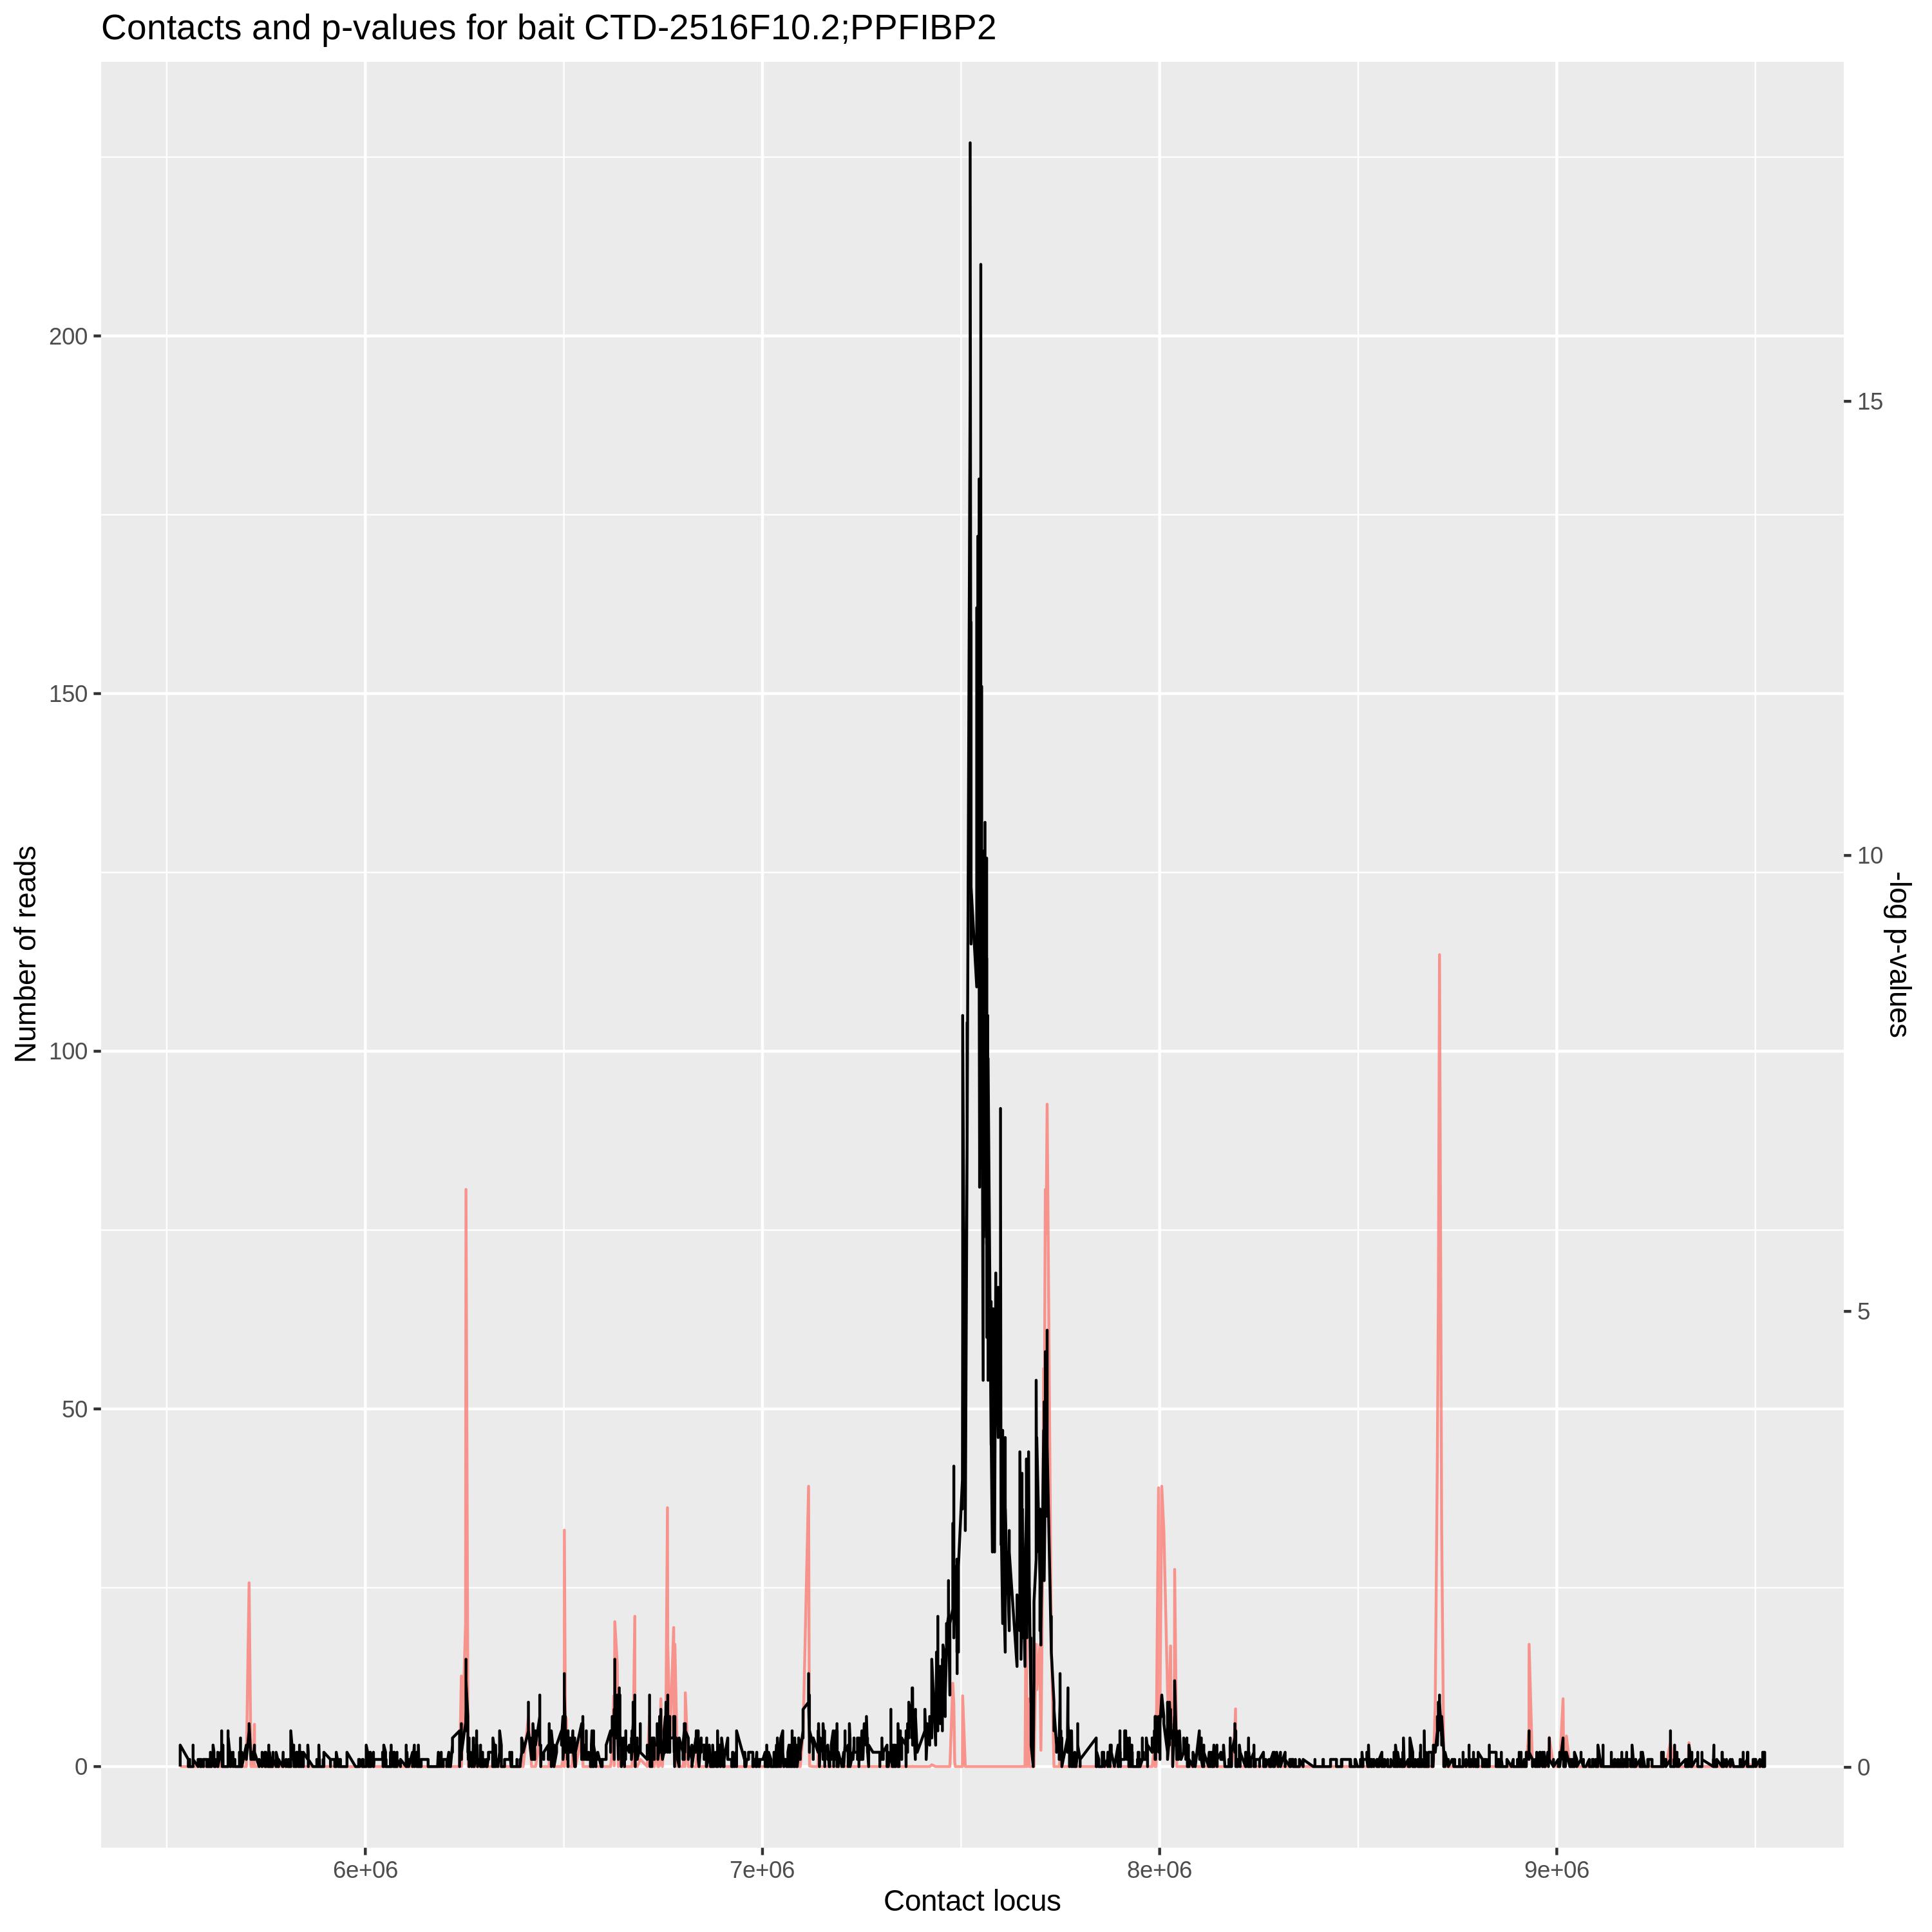 Contacts and p-values for bait CTD-2516F10.2;PPFIBP2
200
150
100
50
0
Number of reads
15
10
5
0
-log p-values
6e+06
7e+06
8e+06
9e+06
Contact locus